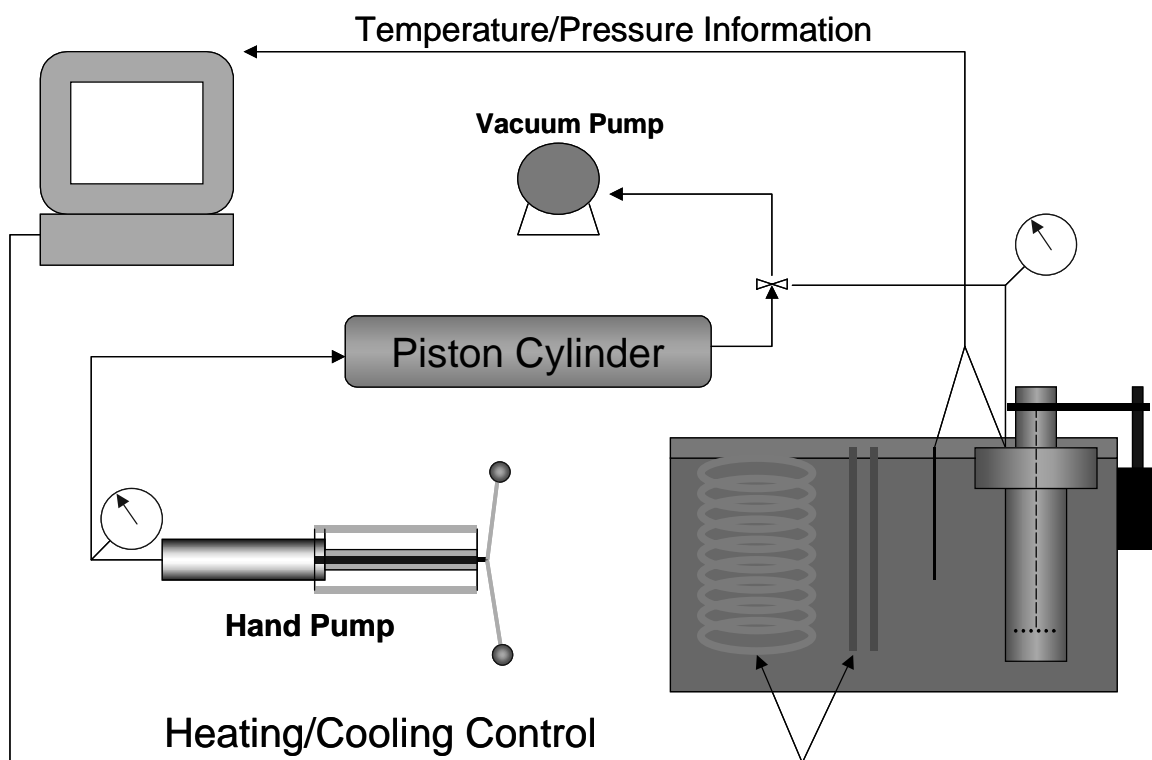 Temperature/Pressure Information
Vacuum Pump
Piston Cylinder
Hand Pump
Heating/Cooling Control